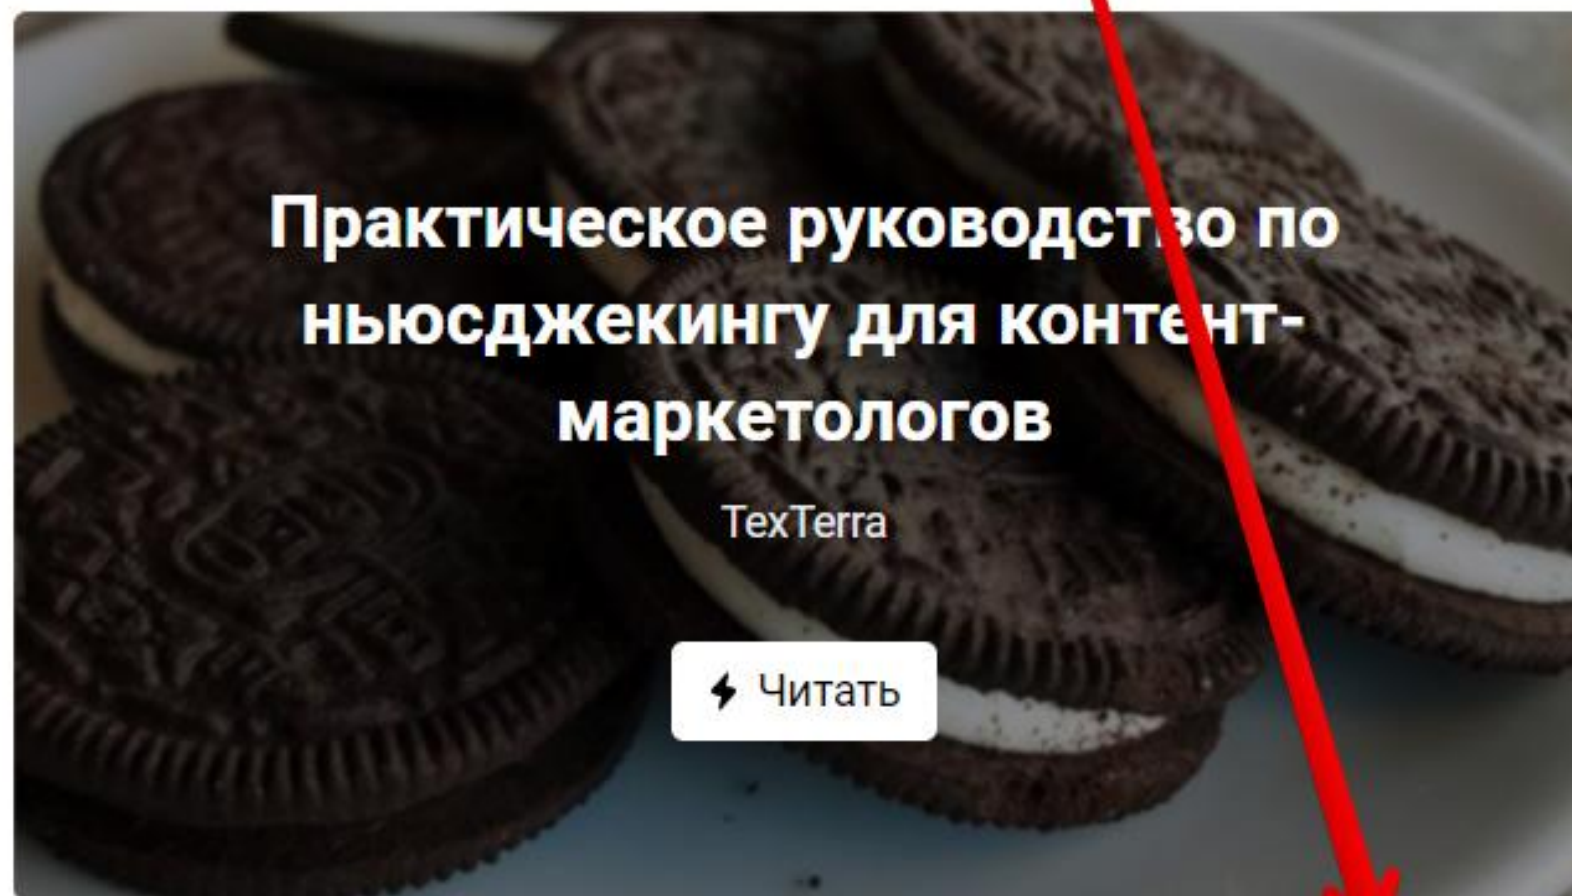 Практическое руководство по
ньюсджекингу для контент-
маркетологов
TexTerra
Читать